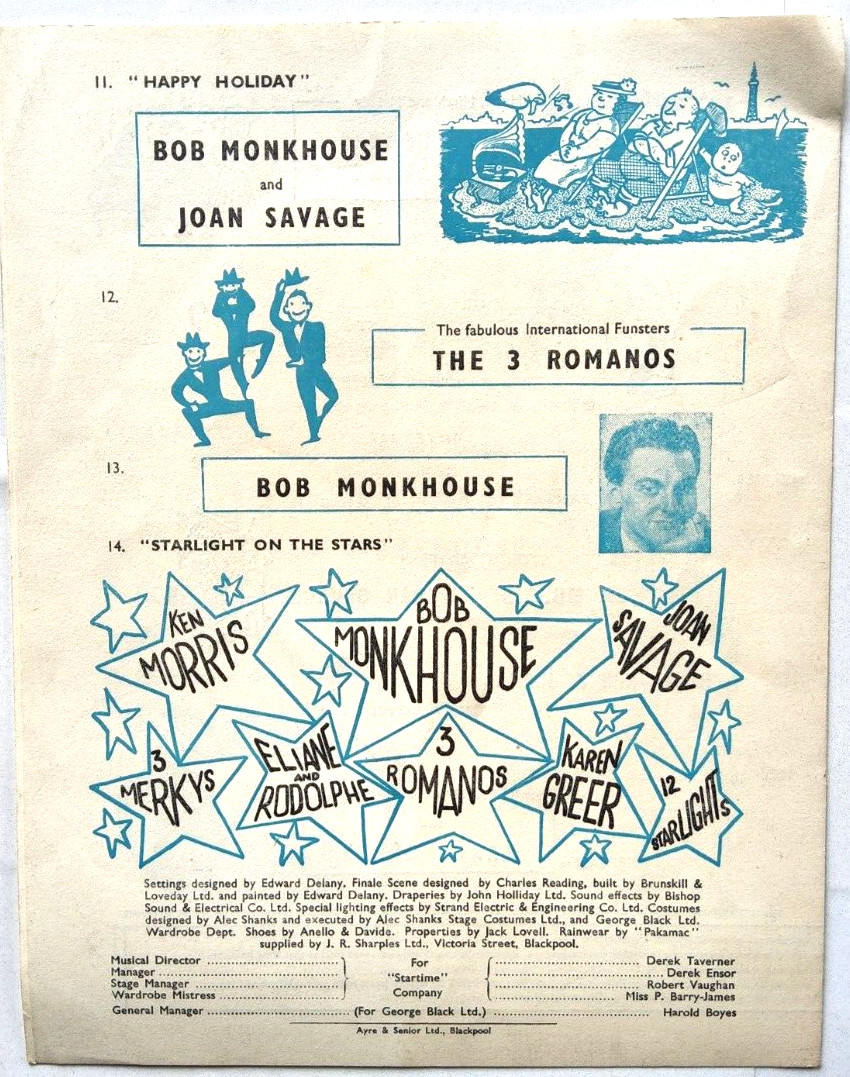 11. "HAPPY HOLIDAY"
BOB MONKHOUSE
and
JOAN SAVAGE
12.
The fabulous International Funsters
THE 3 ROMANOS
13.
BOB MONKHOUSE
14. "STARLIGHT ON THE STARS"
KEN
MORRIS
BOB
MONKHOUSE
JOAN
SAVAGE
3
MERKYS
ELIANE
AND
RODOLPHE
3
ROMANOS
KAREN
GREER
12
STARLIGHTS
Settings designed by Edward Delany. Finale Scene designed by Charles Reading, built by Brunskill &
Loveday Ltd. and painted by Edward Delany. Draperies by John Holliday Ltd. Sound effects by Bishop
Sound & Electrical Co. Ltd. Special lighting effects by Strand Electric & Engineering Co. Ltd. Costumes
designed by Alec Shanks and executed by Alec Shanks Stage Costumes Ltd., and George Black Ltd.
Wardrobe Dept. Shoes by Anello & Davide. Properties by Jack Lovell. Rainwear by "Pakamac"
supplied by J. R. Sharples Ltd., Victoria Street, Blackpool.
Musical Director
Manager
Stage Manager
Wardrobe Mistress
For
"Startime"
Company
Derek Taverner
Derek Ensor
Robert Vaughan
Miss P. Barry-James
General Manager (For George Black Ltd.) Harold Boyes
Ayre & Senior Ltd., Blackpool